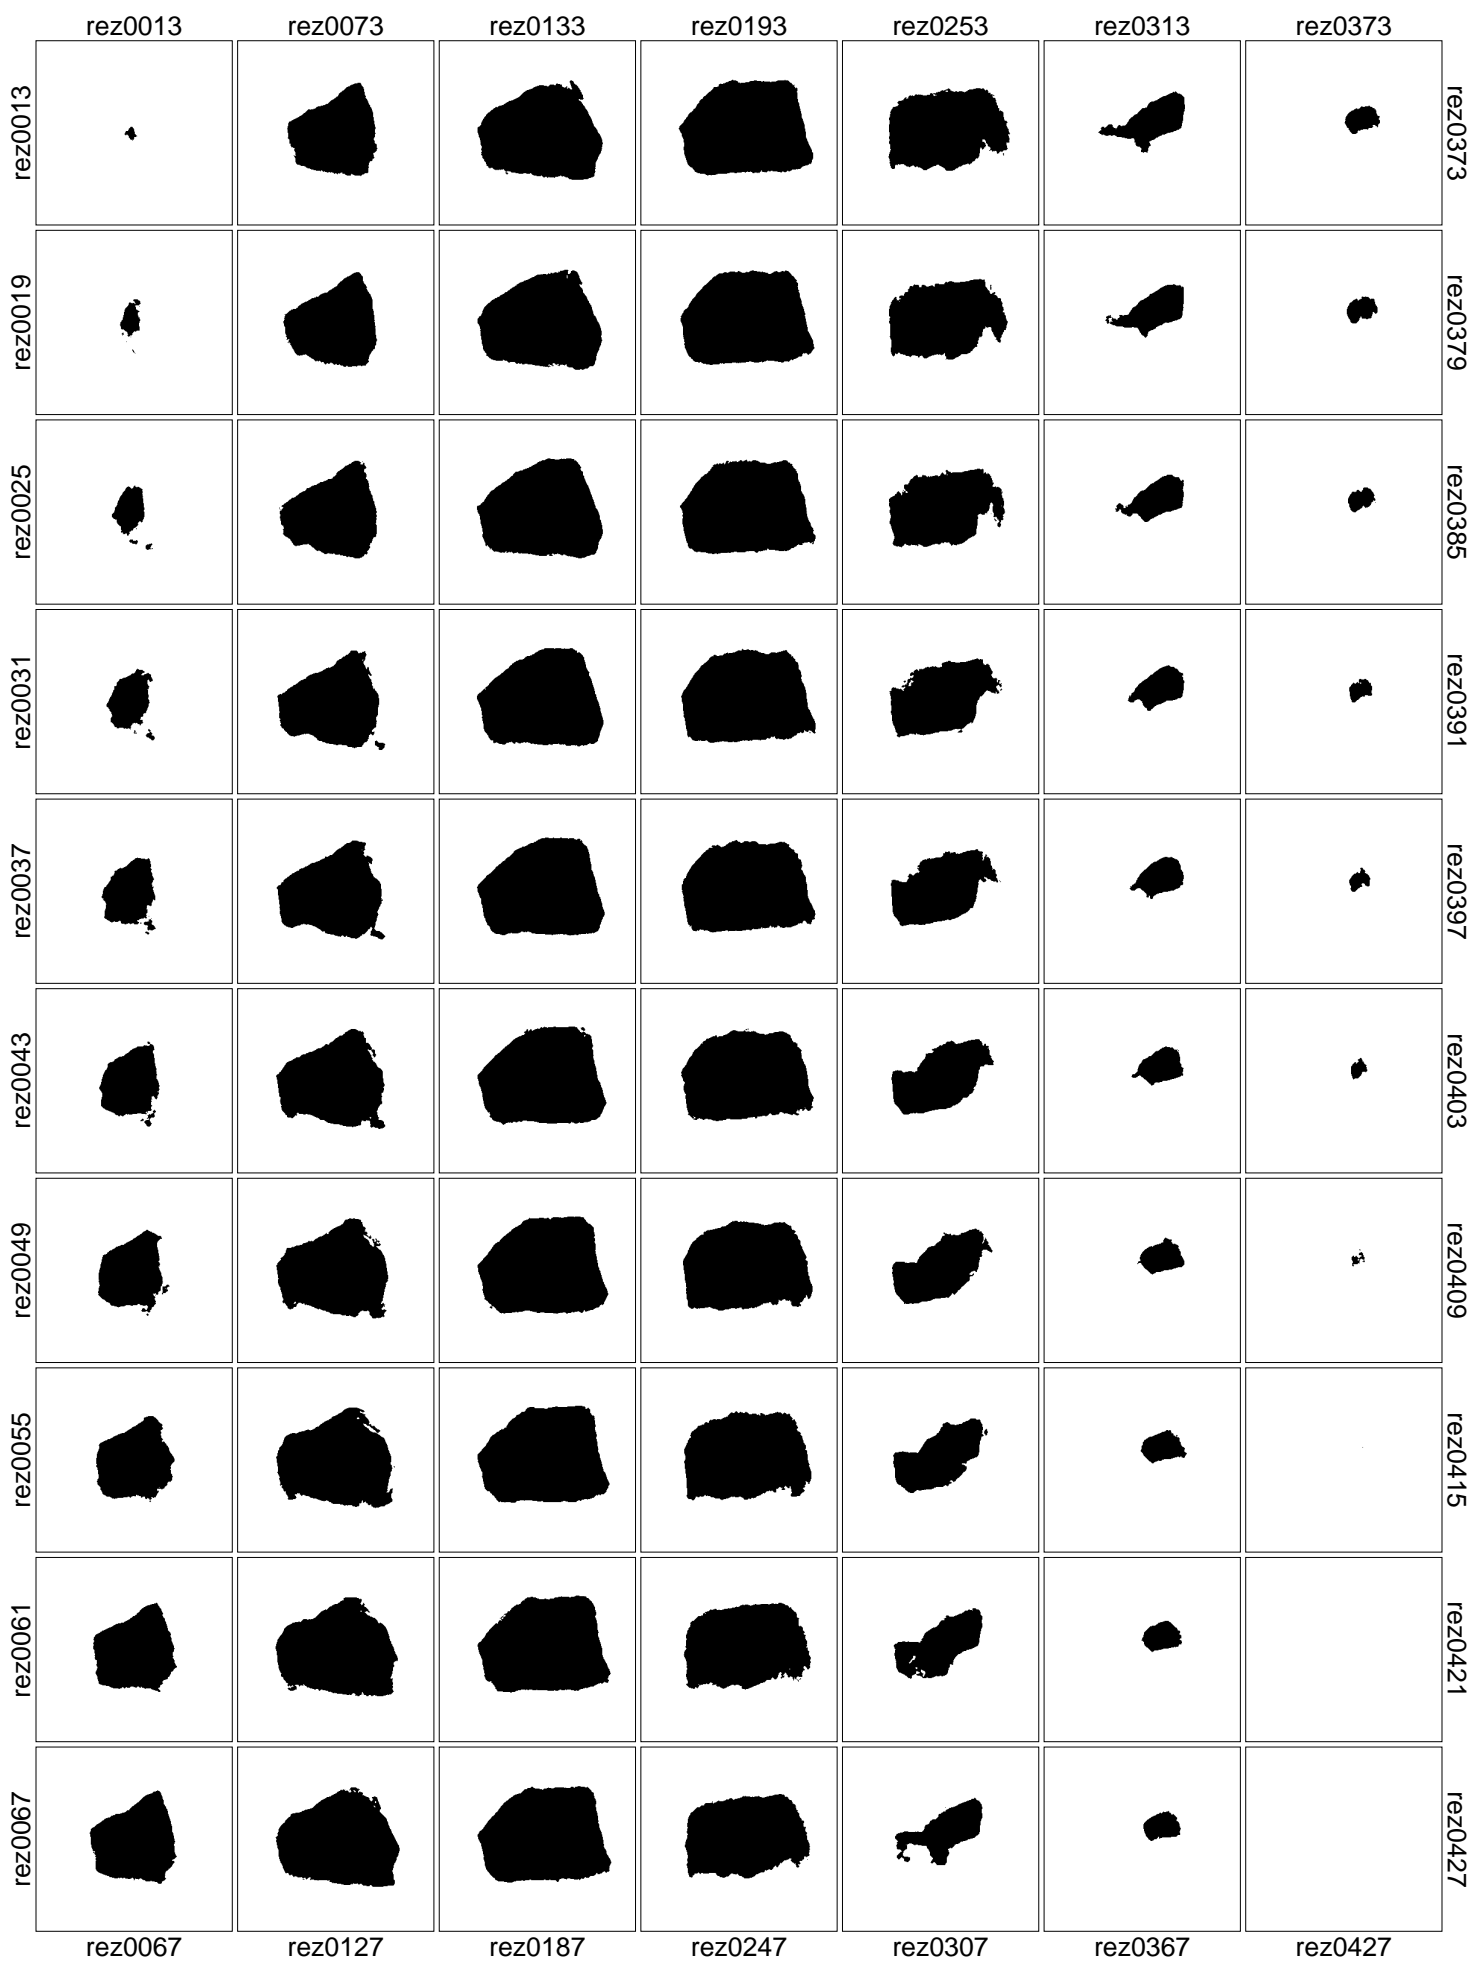 rez0013 rez0073 rez0133 rez0193 rez0253 rez0313 rez0373
rez0013 rez0373
rez0019 rez0379
rez0025 rez0385
rez0031 rez0391
rez0037 rez0397
rez0043 rez0403
rez0049 rez0409
rez0055 rez0415
rez0061 rez0421
rez0067 rez0427
rez0067 rez0127 rez0187 rez0247 rez0307 rez0367 rez0427